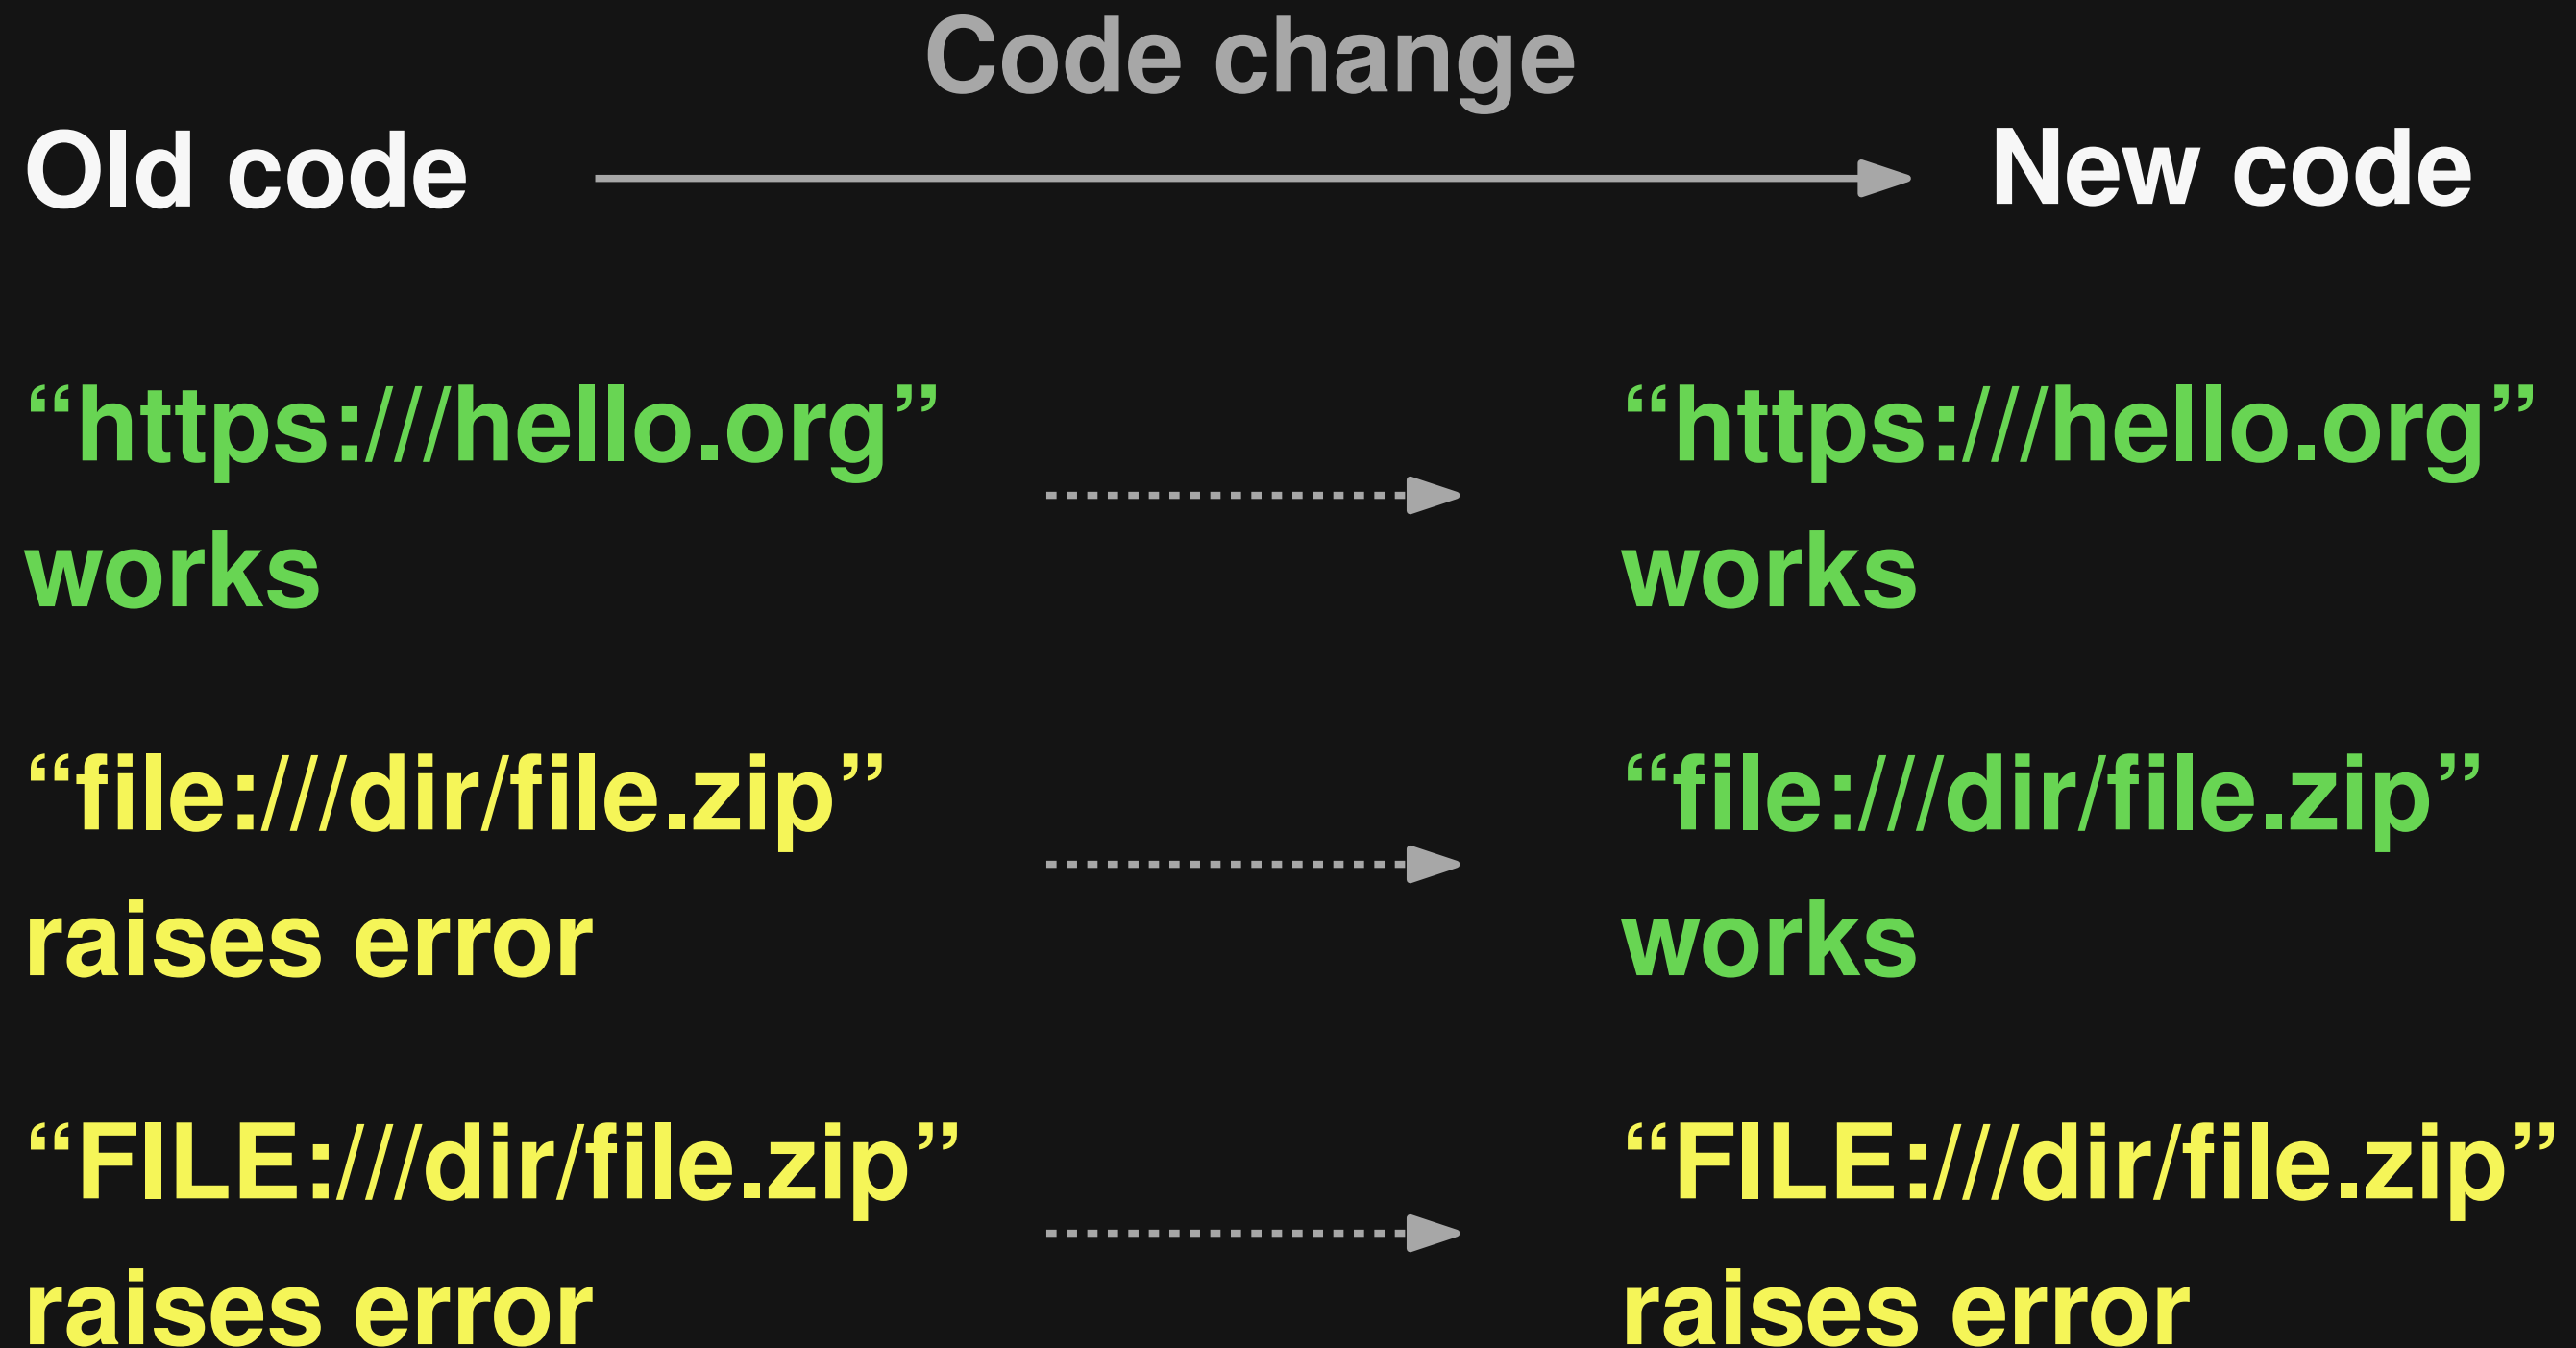 Code change
Old code
New code
“https:///hello.org”
works
“https:///hello.org”
works
“file:///dir/file.zip”
raises error
“file:///dir/file.zip”
works
“FILE:///dir/file.zip”
raises error
“FILE:///dir/file.zip”
raises error